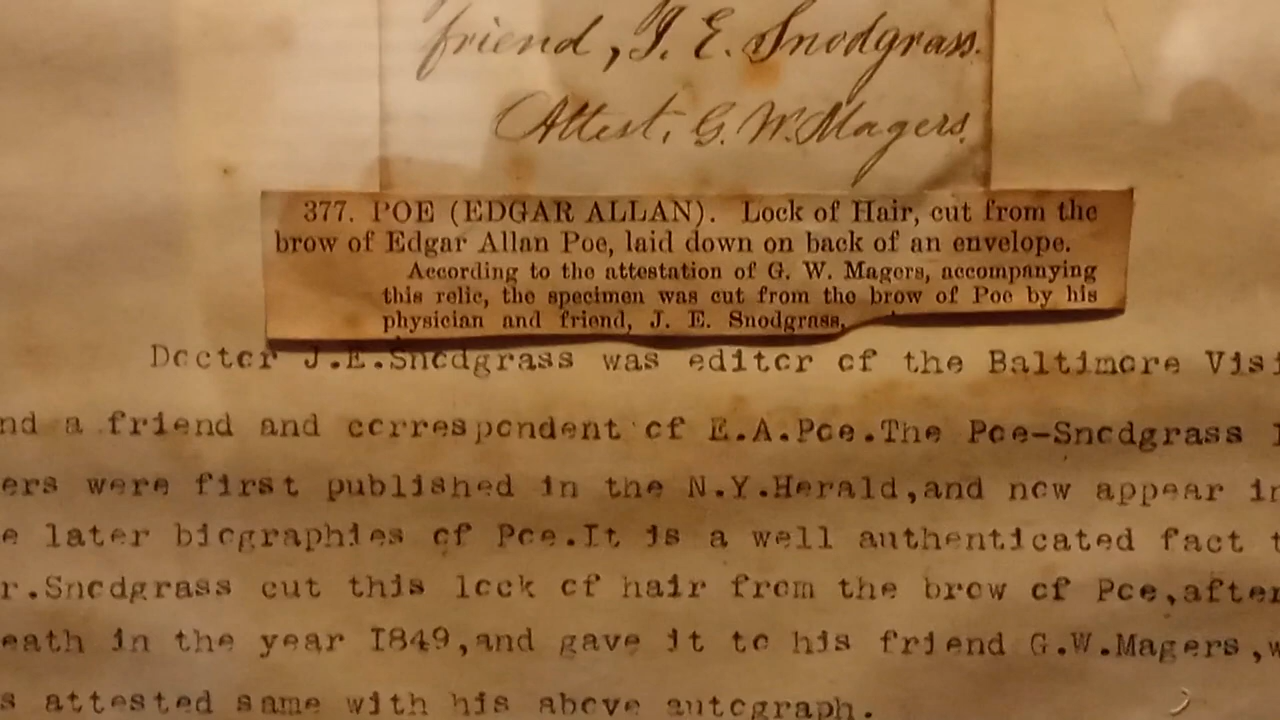 friend, J. E. Snodgrass.
Attest, G. W. Magers.
377. POE (EDGAR ALLAN). Lock of Hair, cut from the
brow of Edgar Allan Poe, laid down on back of an envelope.
According to the attestation of G. W. Magers, accompanying
this relic, the specimen was cut from the brow of Poe by his
physician and friend, J. E. Snodgrass.
Doctor J.E.Snodgrass was editor of the Baltimore Visi
nd a friend and correspondent of E.A.Poe.The Poe-Snodgrass
ers were first published in the N.Y.Herald,and now appear in
e later biographies of Poe.It is a well authenticated fact t
r.Snodgrass cut this lock of hair from the brow of Poe,after
eath in the year I849,and gave it to his friend G.W.Magers,w
s attested same with his above autograph.